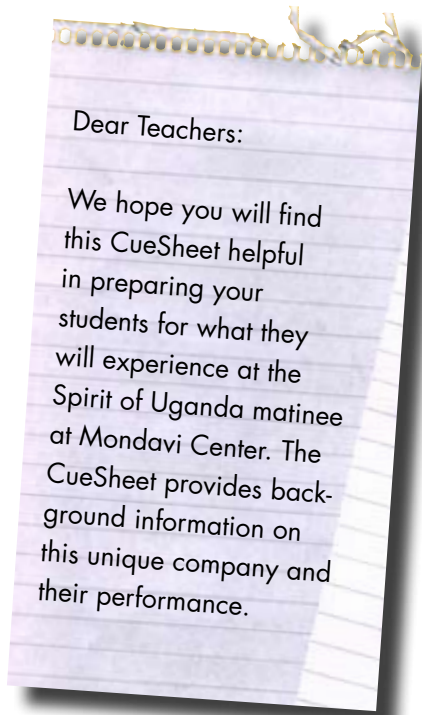 Dear Teachers:
We hope you will find
this CueSheet helpful
in preparing your
students for what they
will experience at the
Spirit of Uganda matinee
at Mondavi Center. The
CueSheet provides back-
ground information on
this unique company and
their performance.